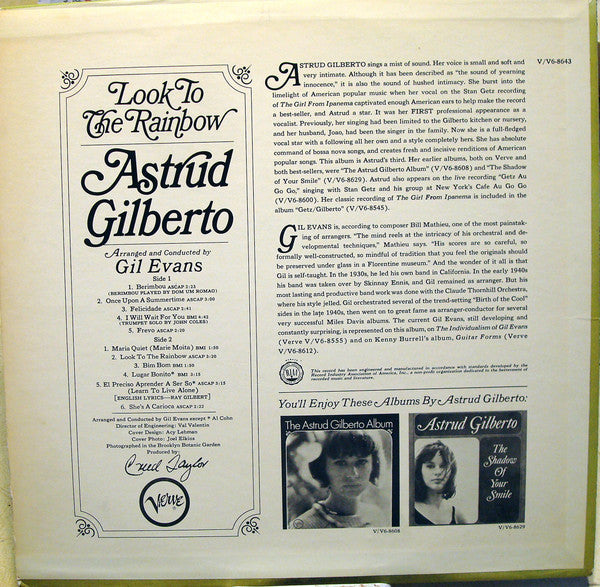 Look To
The Rainbow
Astrud
Gilberto
Arranged and Conducted by
Gil Evans
Side 1
1. Berimbou ASCAP 3:23
(BERIMBOU PLAYED BY DOM UM ROMAO)
2. Once Upon A Summertime ASCAP 3:00
3. Felicidade ASCAP 3:41
4. I Will Wait For You BMI 4:42
(TRUMPET SOLO BY JOHN COLES)
5. Frevo ASCAP 2:20
Side 2
1. Maria Quiet (Maria Moita) BMI 1:50
2. Look To The Rainbow ASCAP 3:20
3. Bim Bom BMI 1:50
4. Lugar Bonito* BMI 3:15
5. El Preciso Aprender A Ser So* ASCAP 3:15
(Learn To Live Alone)
[ENGLISH LYRICS—RAY GILBERT]
6. She's A Carioca ASCAP 2:22
Arranged and Conducted by Gil Evans except * Al Cohn
Director of Engineering: Val Valentin
Cover Design: Acy Lehman
Cover Photo: Joel Elkins
Photographed in the Brooklyn Botanic Garden
Produced by:
Creed Taylor
Verve
V/V6-8643
ASTRUD GILBERTO sings a mist of sound. Her voice is small and soft and
very intimate. Although it has been described as "the sound of yearning
innocence," it is also the sound of hushed intimacy. She burst into the
limelight of American popular music when her vocal on the Stan Getz recording
of The Girl From Ipanema captivated enough American ears to help make the record
a best-seller, and Astrud a star. It was her FIRST professional appearance as a
vocalist. Previously, her singing had been limited to the Gilberto kitchen or nursery,
and her husband, Joao, had been the singer in the family. Now she is a full-fledged
vocal star with a following all her own and a style completely hers. She has absolute
command of bossa nova songs, and creates fresh and incisive renditions of American
popular songs. This album is Astrud's third. Her earlier albums, both on Verve and
both best-sellers, were "The Astrud Gilberto Album" (V/V6-8608) and "The Shadow
of Your Smile" (V/V6-8629). Astrud also appears on the live recording "Getz Au
Go Go," singing with Stan Getz and his group at New York's Cafe Au Go Go
(V/V6-8600). Her classic recording of The Girl From Ipanema is included in the
album "Getz/Gilberto" (V/V6-8545).
GIL EVANS is, according to composer Bill Mathieu, one of the most painstak-
ing of arrangers. "The mind reels at the intricacy of his orchestral and de-
velopmental techniques," Mathieu says. "His scores are so careful, so
formally well-constructed, so mindful of tradition that you feel the originals should
be preserved under glass in a Florentine museum." And the wonder of it all is that
Gil is self-taught. In the 1930s, he led his own band in California. In the early 1940s
his band was taken over by Skinnay Ennis, and Gil remained as arranger. But his
most lasting and productive band work was done with the Claude Thornhill Orchestra,
where his style jelled. Gil orchestrated several of the trend-setting "Birth of the Cool"
sides in the late 1940s, then went on to great fame as arranger-conductor for several
very successful Miles Davis albums. The current Gil Evans, still developing and
constantly surprising, is represented on this album, on The Individualism of Gil Evans
(Verve V/V6-8555) and on Kenny Burrell's album, Guitar Forms (Verve V/
V6-8612).
This record has been engineered and manufactured in accordance with standards developed by the
Record Industry Association of America, Inc., a non-profit organization dedicated to the betterment of
recorded music and literature.
You'll Enjoy These Albums By Astrud Gilberto:
The Astrud Gilberto Album
V/V6-8608
Astrud Gilberto
The
Shadow
Of
Your
Smile
V/V6-8629